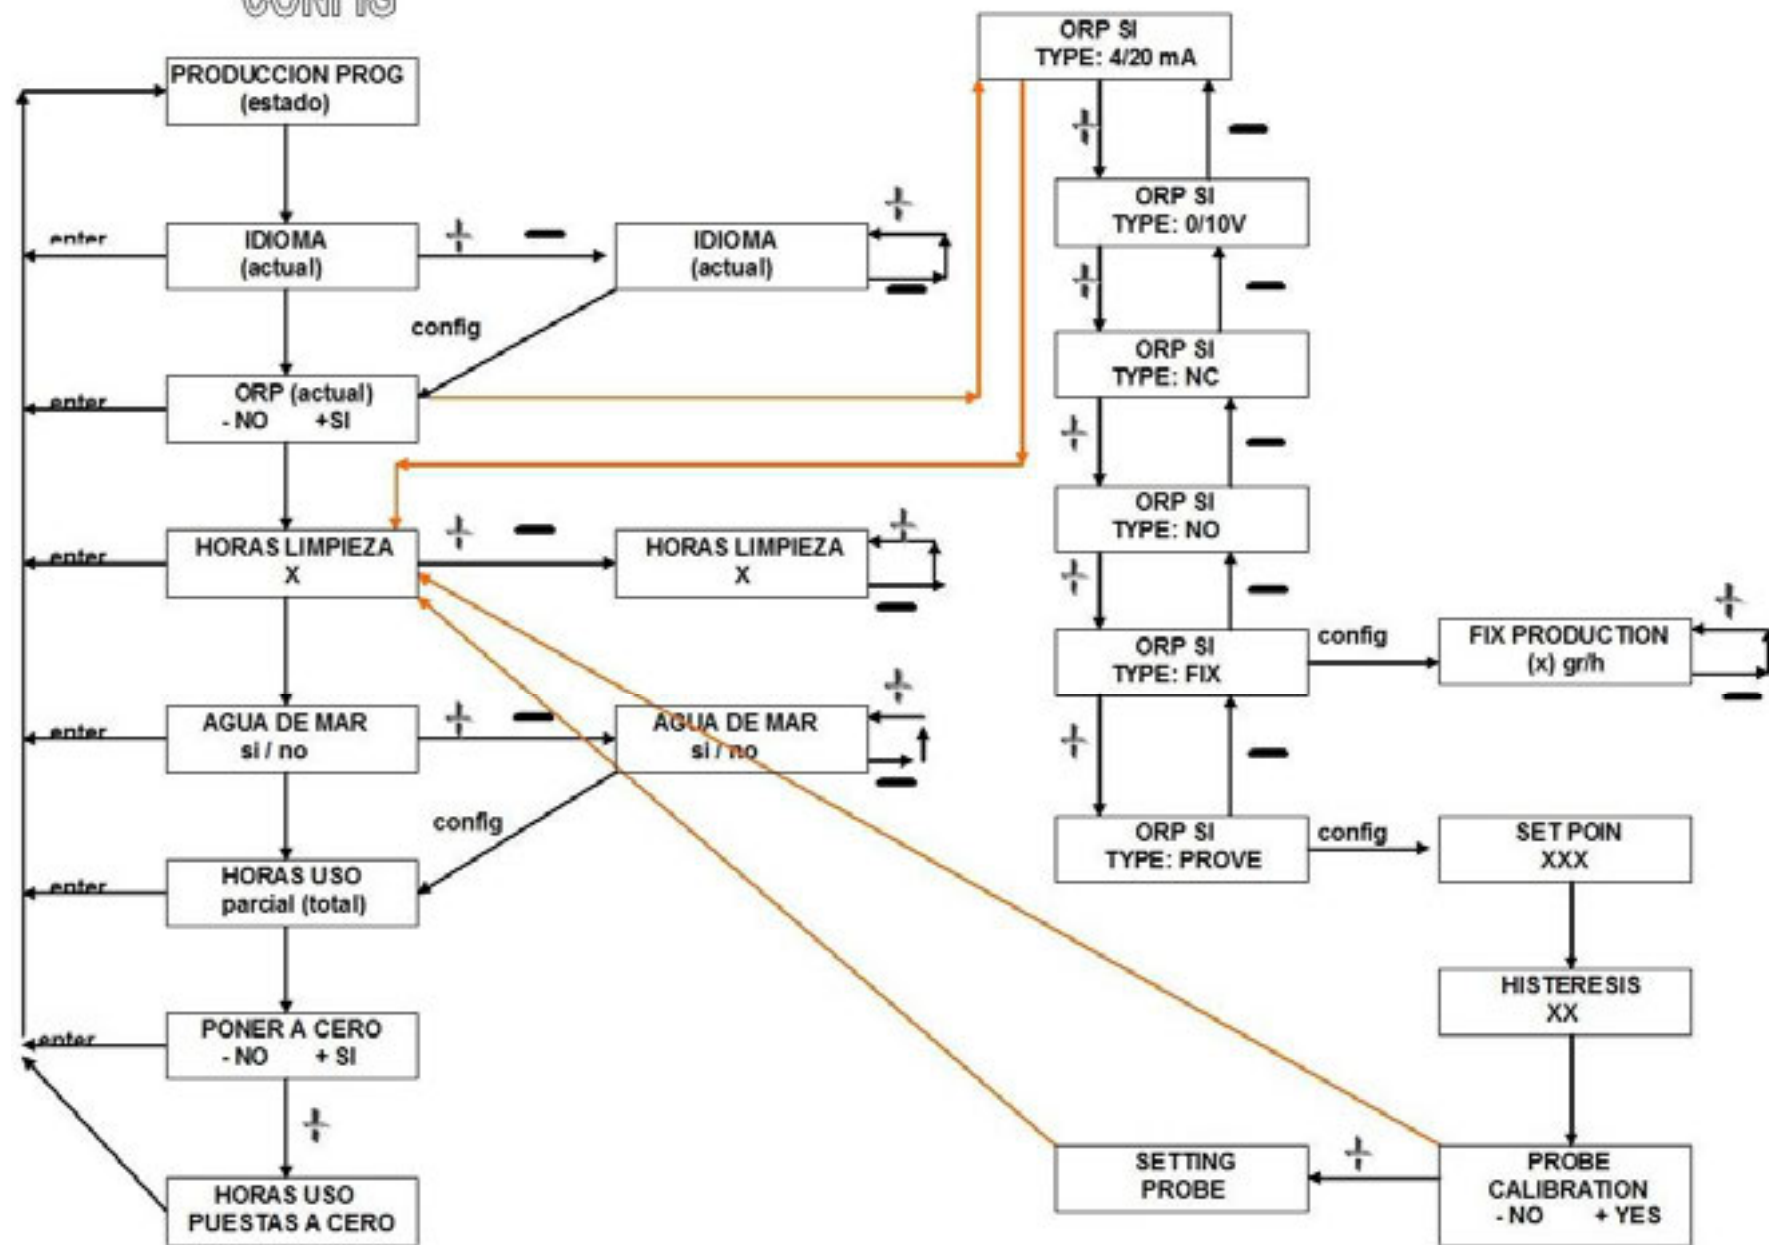 CONFIG
PRODUCCION PROG
(estado)
enter
IDIOMA
(actual)
+ -
IDIOMA
(actual)
+
-
config
enter
ORP (actual)
- NO +SI
enter
HORAS LIMPIEZA
X
+ -
HORAS LIMPIEZA
X
+
-
enter
AGUA DE MAR
si / no
+ -
AGUA DE MAR
si / no
+
-
config
enter
HORAS USO
parcial (total)
enter
PONER A CERO
- NO + SI
+
HORAS USO
PUESTAS A CERO
ORP SI
TYPE: 4/20 mA
+ -
ORP SI
TYPE: 0/10V
+ -
ORP SI
TYPE: NC
+ -
ORP SI
TYPE: NO
+ -
ORP SI
TYPE: FIX
config
FIX PRODUCTION
(x) gr/h
+
-
+ -
ORP SI
TYPE: PROVE
config
SET POIN
XXX
HISTERESIS
XX
PROBE
CALIBRATION
- NO + YES
+
SETTING
PROBE